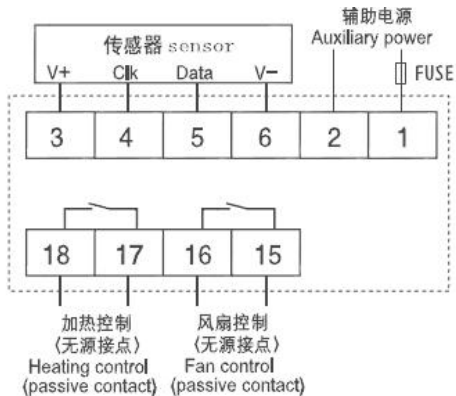 辅助电源
Auxiliary power
传感器 sensor
V+ Clk Data V−
FUSE
3 4 5 6 2 1
18 17 16 15
加热控制
(无源接点)
Heating control
(passive contact)
风扇控制
(无源接点)
Fan control
(passive contact)